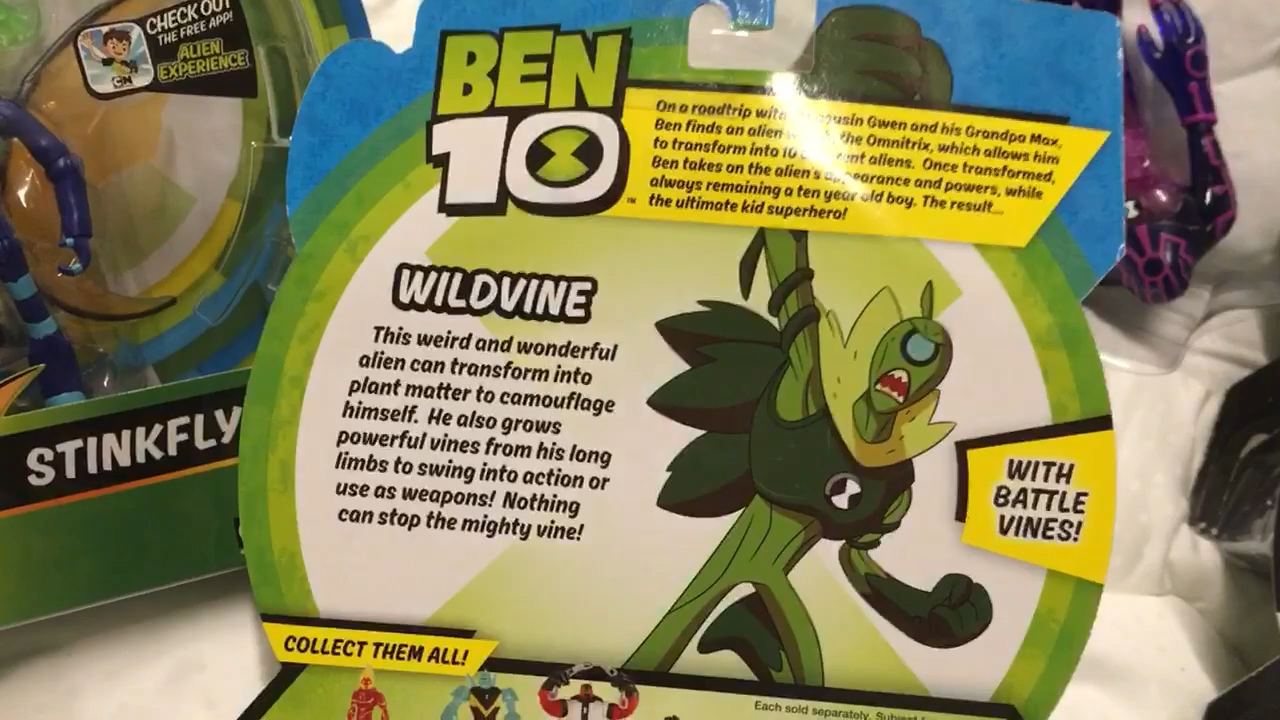 CHECK OUT
THE FREE APP!
ALIEN
EXPERIENCE
CN
STINKFLY
BEN
10
TM
On a roadtrip with cousin Gwen and his Grandpa Max,
Ben finds an alien the Omnitrix, which allows him
to transform into 10 aliens. Once transformed,
Ben takes on the alien's appearance and powers, while
always remaining a ten year old boy. The result...
the ultimate kid superhero!
WILDVINE
This weird and wonderful
alien can transform into
plant matter to camouflage
himself. He also grows
powerful vines from his long
limbs to swing into action or
use as weapons! Nothing
can stop the mighty vine!
WITH
BATTLE
VINES!
COLLECT THEM ALL!
Each sold separately.